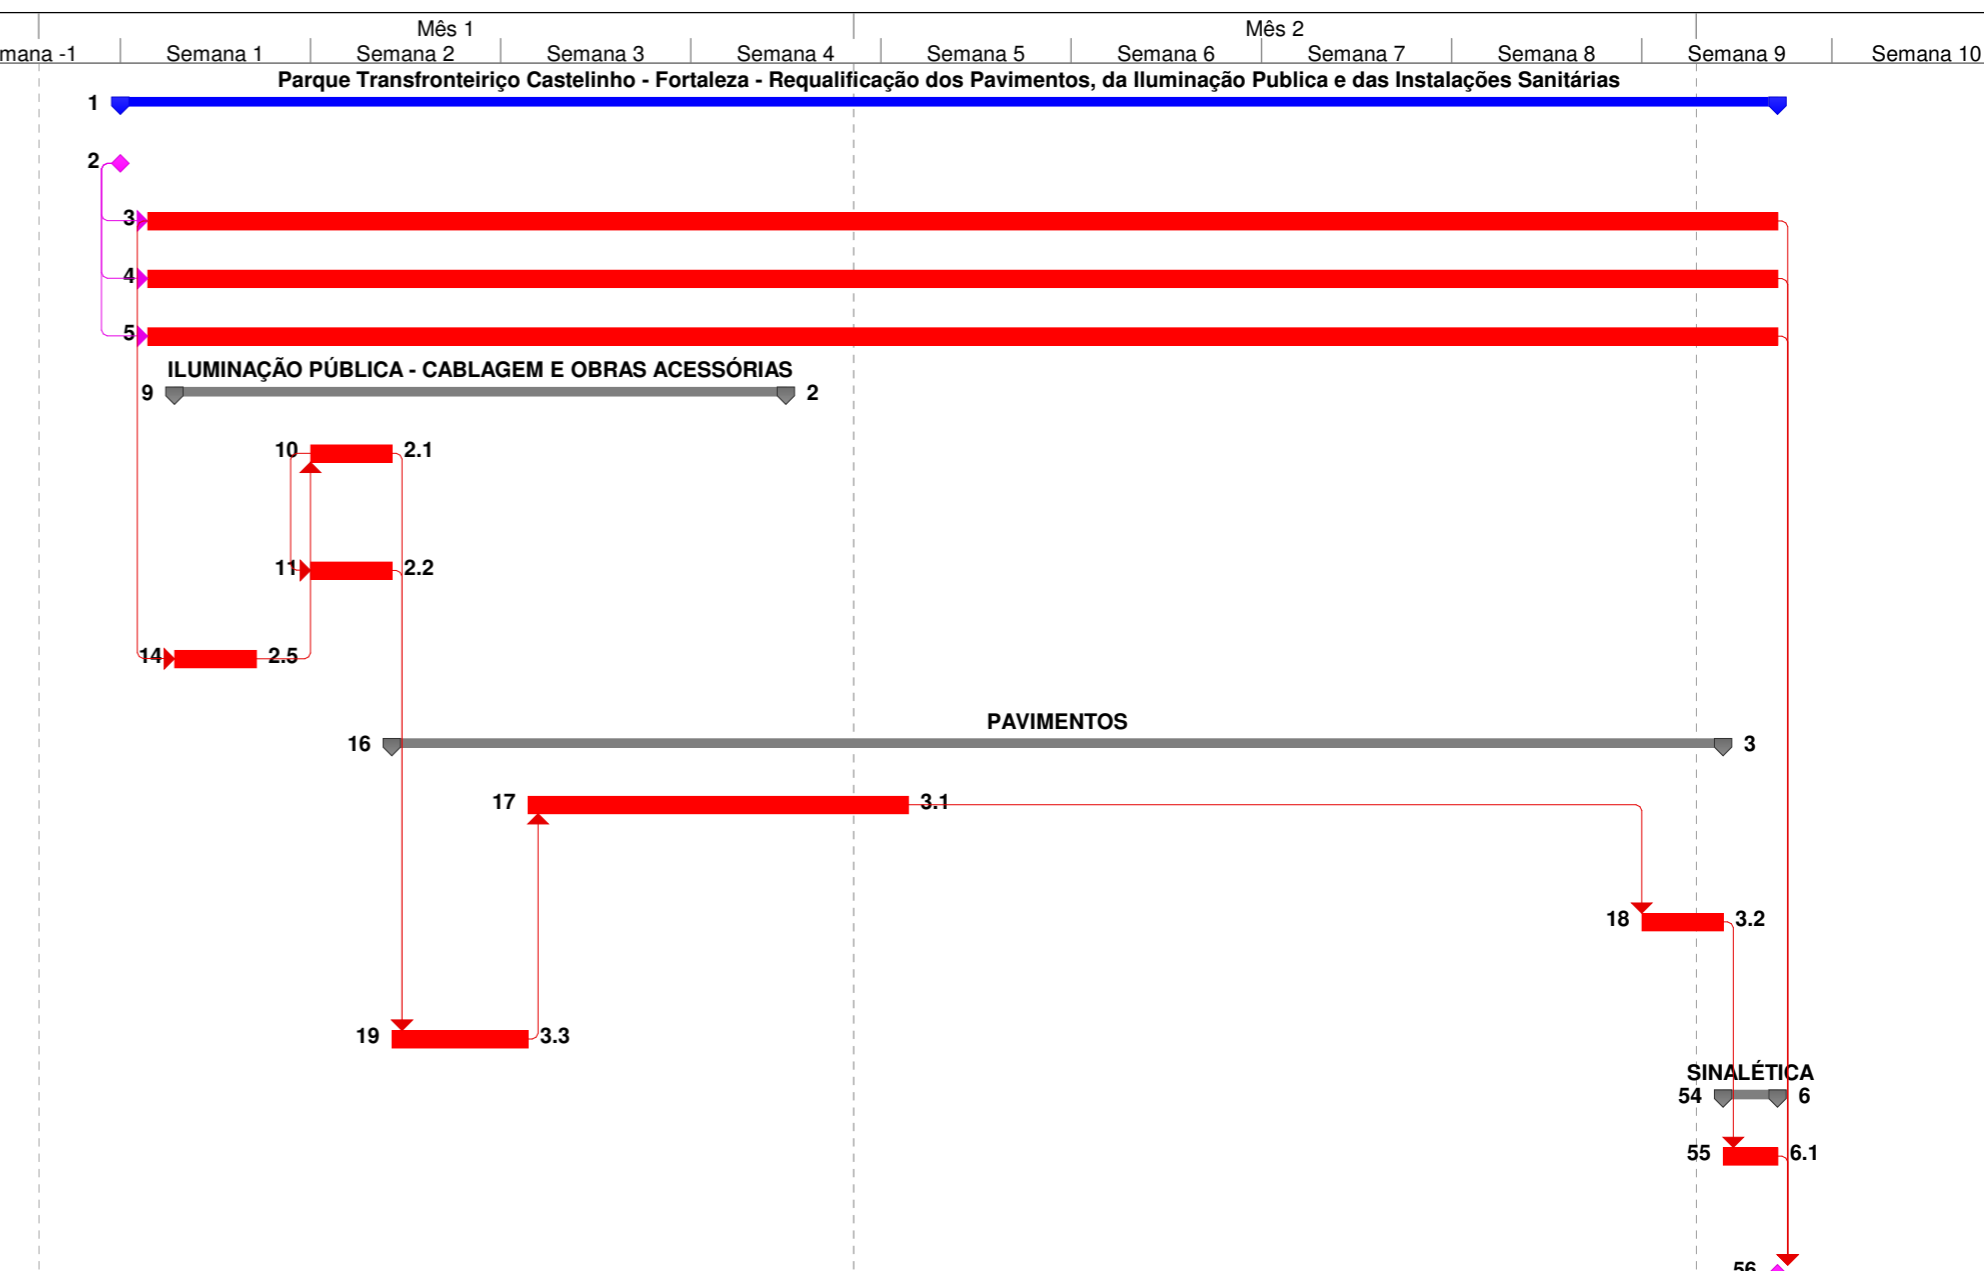 Mês 1 Mês 2
mana -1 Semana 1 Semana 2 Semana 3 Semana 4 Semana 5 Semana 6 Semana 7 Semana 8 Semana 9 Semana 10
Parque Transfronteiriço Castelinho - Fortaleza - Requalificação dos Pavimentos, da Iluminação Publica e das Instalações Sanitárias
1
2
3
4
5
ILUMINAÇÃO PÚBLICA - CABLAGEM E OBRAS ACESSÓRIAS
9 2
10 2.1
11 2.2
14 2.5
PAVIMENTOS
16 3
17 3.1
18 3.2
19 3.3
SINALÉTICA
54 6
55 6.1
56